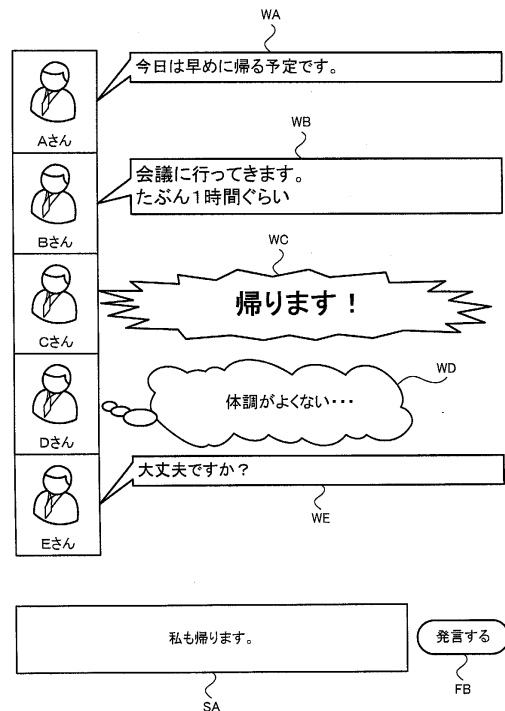 WA
今日は早めに帰る予定です。
Aさん
WB
会議に行ってきます。
たぶん1時間ぐらい
Bさん
WC
帰ります！
Cさん
WD
体調がよくない・・・
Dさん
大丈夫ですか？
WE
Eさん
私も帰ります。
発言する
SA
FB